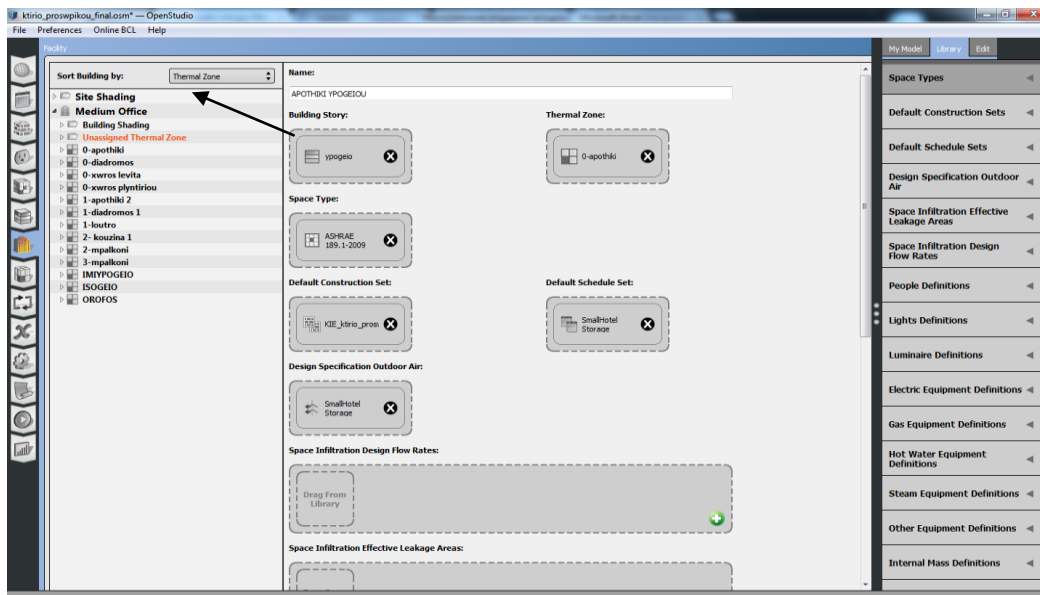 ktirio_proswpikou_final.osm* — OpenStudio
File Preferences Online BCL Help
Facility
Sort Building by: Thermal Zone
Site Shading
Medium Office
Building Shading
Unassigned Thermal Zone
0-apothiki
0-diadromos
0-xwros levita
0-xwros plyntiriou
1-apothiki 2
1-diadromos 1
1-loutro
2- kouzina 1
2-mpalkoni
3-mpalkoni
IMIYPOGEIO
ISOGEIO
OROFOS
Name:
APOTHIKI YPOGEIOU
Building Story: Thermal Zone:
ypogeio 0-apothiki
Space Type:
ASHRAE
189.1-2009
Default Construction Set: Default Schedule Set:
KIE_ktirio_pros SmallHotel
Storage
Design Specification Outdoor Air:
SmallHotel
Storage
Space Infiltration Design Flow Rates:
Drag From
Library
Space Infiltration Effective Leakage Areas:
My Model Library Edit
Space Types
Default Construction Sets
Default Schedule Sets
Design Specification Outdoor
Air
Space Infiltration Effective
Leakage Areas
Space Infiltration Design
Flow Rates
People Definitions
Lights Definitions
Luminaire Definitions
Electric Equipment Definitions
Gas Equipment Definitions
Hot Water Equipment
Definitions
Steam Equipment Definitions
Other Equipment Definitions
Internal Mass Definitions